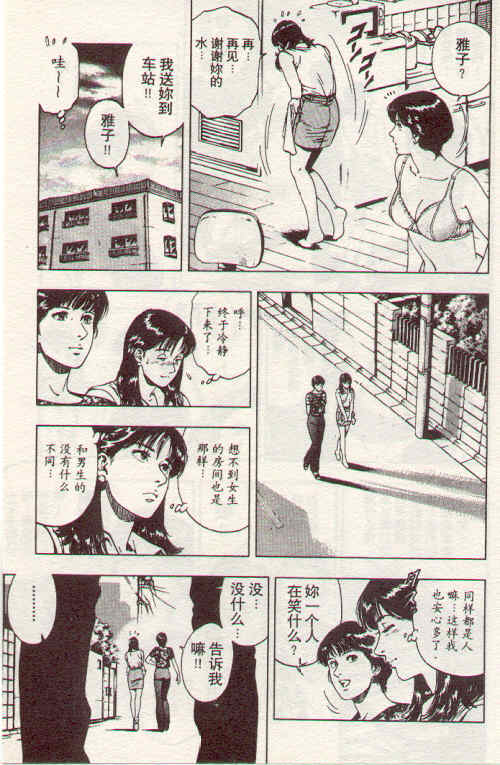 雅子？
再…
再见…
谢谢妳的
水…
コーコー
我送妳到
车站!!
雅子!!
哇～～
呼…
终于冷静
下来了…
想不到女生
的房间也是
那样…
和男生的
没有什么
不同…
同样都是人
嘛…这样我
也安心多了.
妳一个人
在笑什么？
没…
没什么…
告诉我
嘛!!
…………